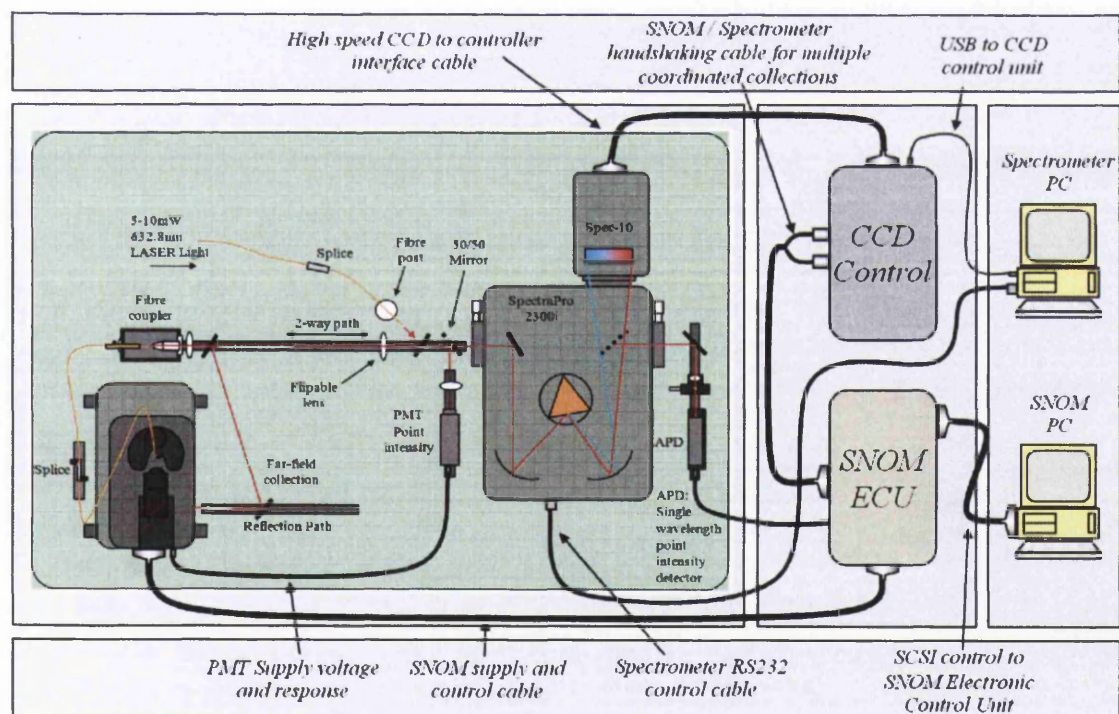 High speed CCD to controller
interface cable
SNOM / Spectrometer
handshaking cable for multiple
coordinated collections
USB to CCD
control unit
5-10mW
632.8nm
LASER Light
Splice
Fibre
post
50/50
Mirror
Spec-10
SpectraPro
2300i
CCD
Control
Spectrometer
PC
Fibre
coupler
2-way path
Flipable
lens
PMT
Point
intensity
APD
SNOM
ECU
SNOM
PC
Splice
Far-field
collection
Reflection Path
APD:
Single
wavelength
point
intensity
detector
PMT Supply voltage
and response
SNOM supply and
control cable
Spectrometer RS232
control cable
SCSI control to
SNOM Electronic
Control Unit